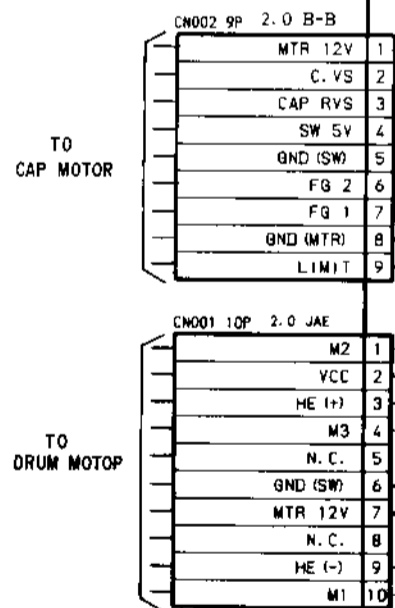 CN002 9P 2.0 B-B
MTR 12V 1
C.VS 2
CAP RVS 3
SW 5V 4
GND (SW) 5
FG 2 6
FG 1 7
GND (MTR) 8
LIMIT 9
TO
CAP MOTOR
CN001 10P 2.0 JAE
M2 1
VCC 2
HE (+) 3
M3 4
N.C. 5
GND (SW) 6
MTR 12V 7
N.C. 8
HE (-) 9
M1 10
TO
DRUM MOTOP